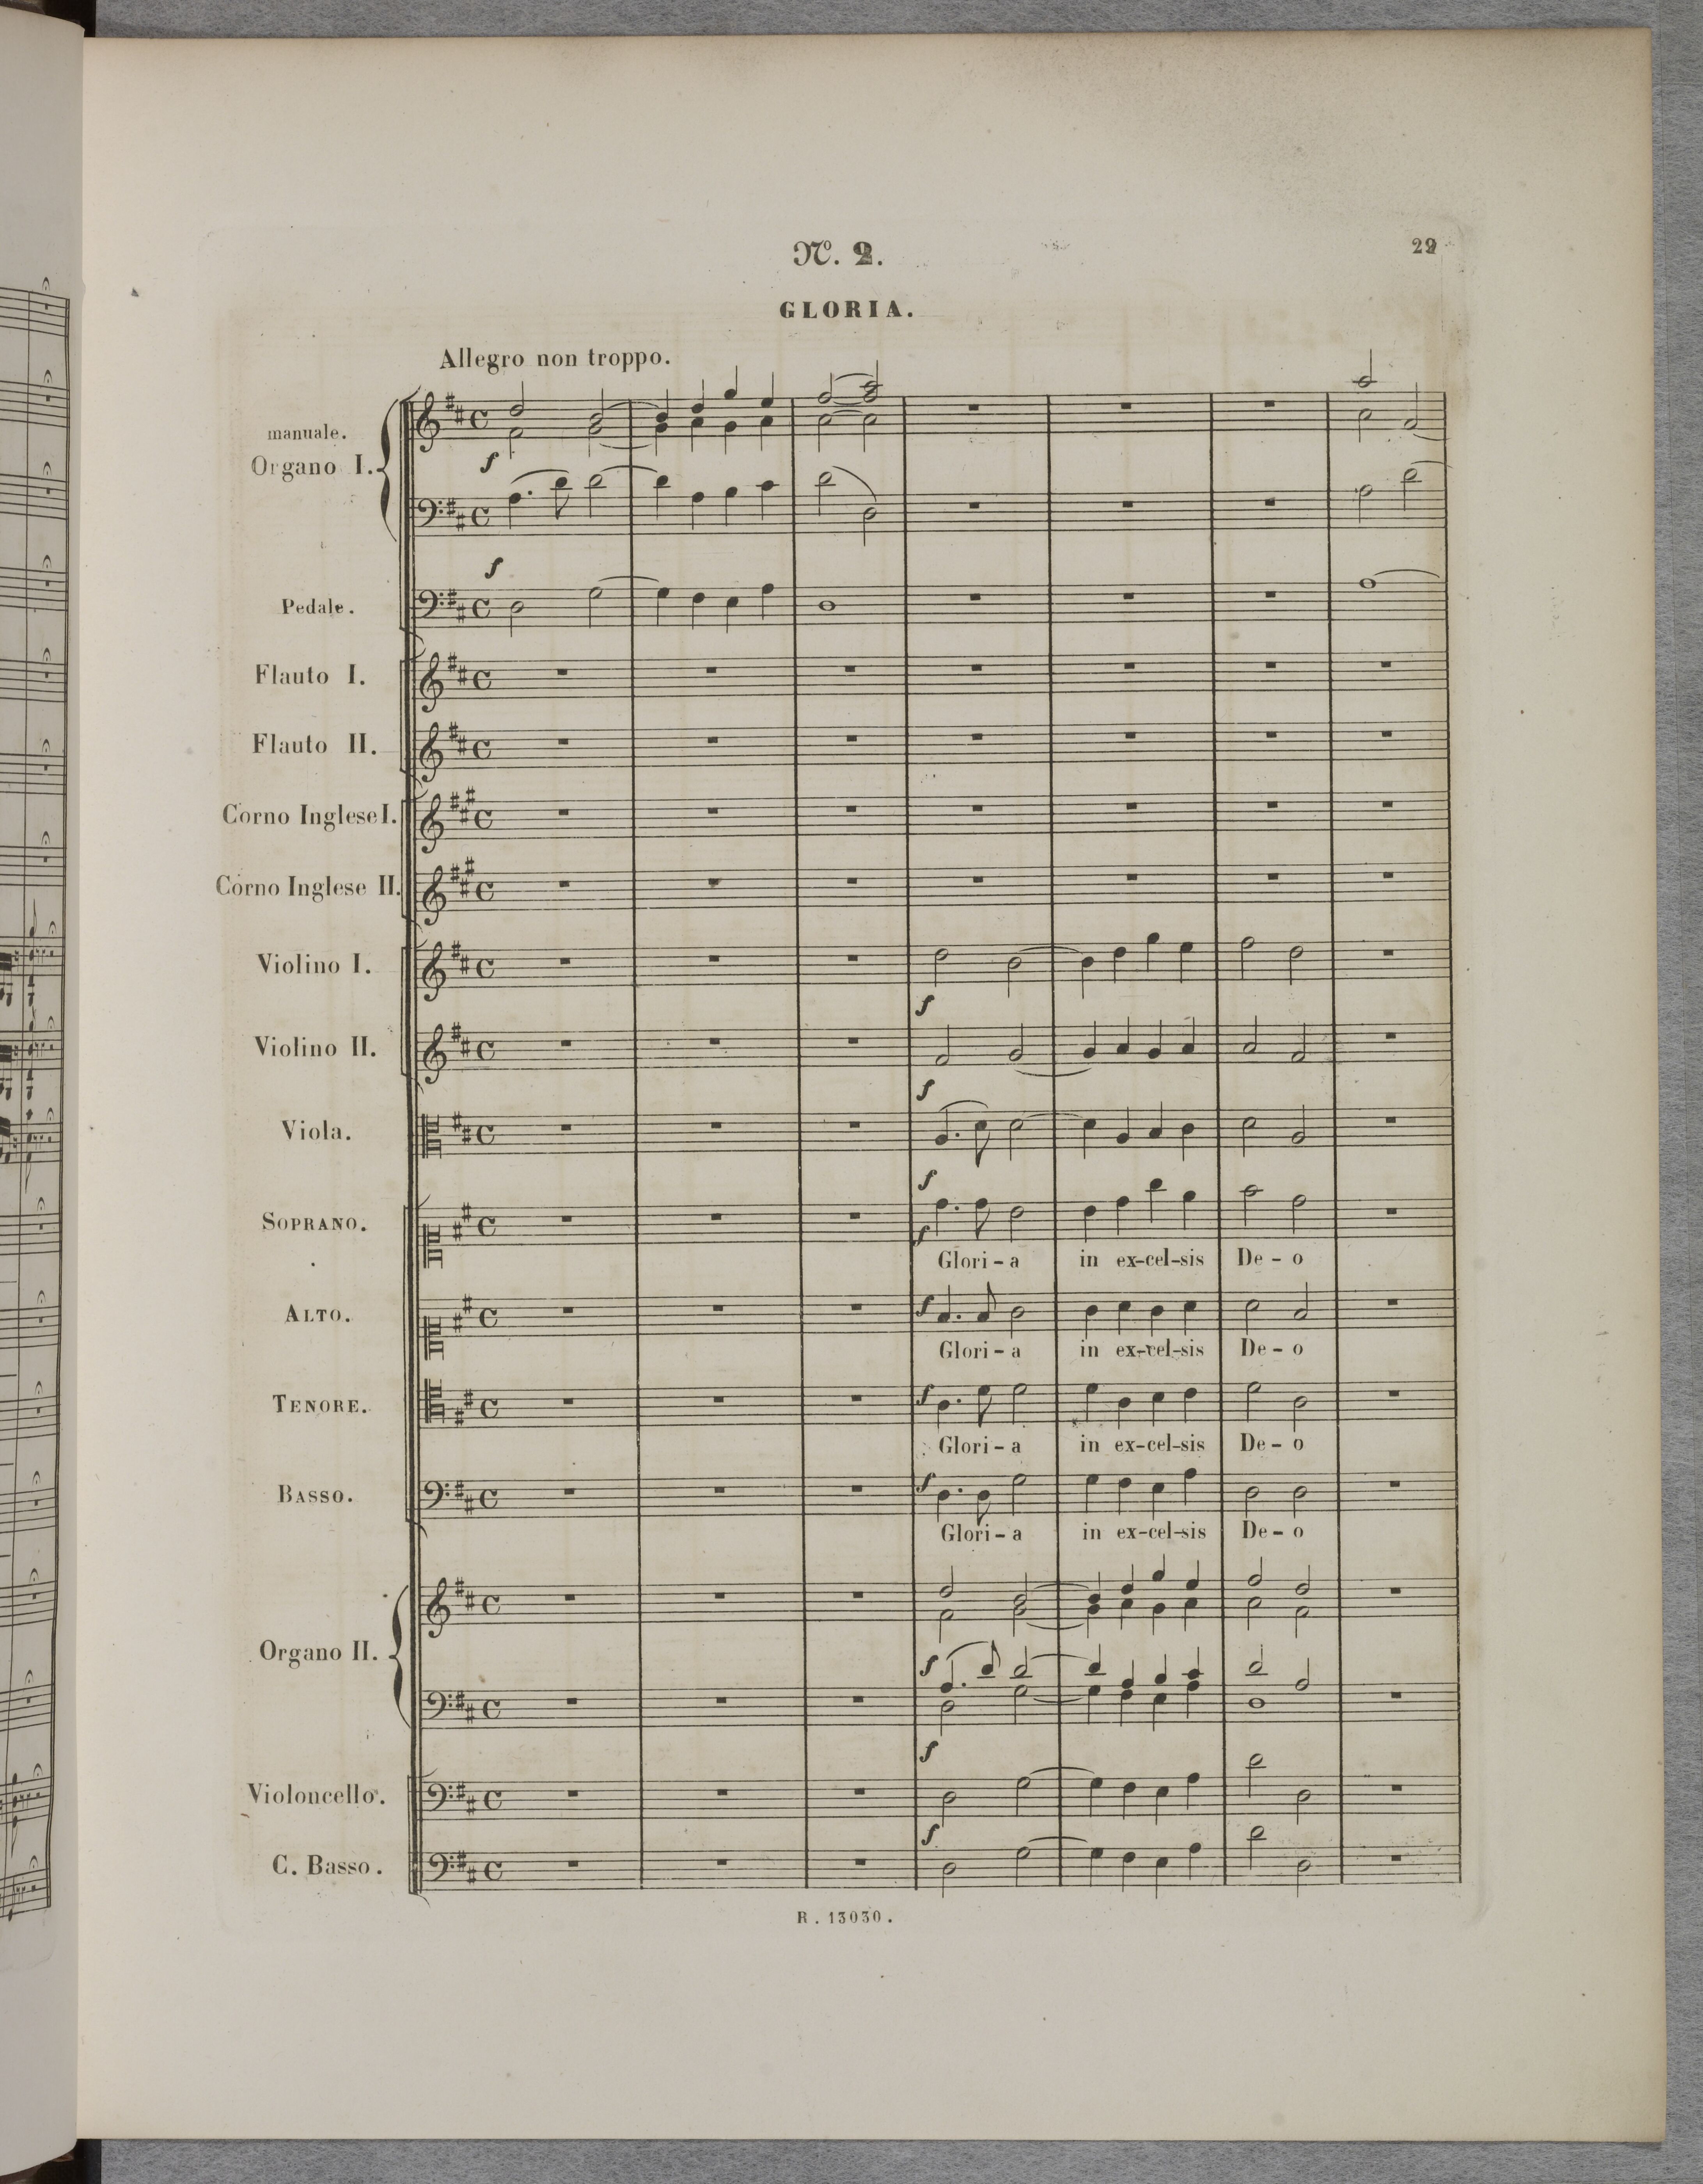 Nº. 2.
GLORIA.
Allegro non troppo.
manuale.
Organo I.
f
f
Pedale.
Flauto I.
Flauto II.
Corno Inglese I.
Corno Inglese II.
Violino I.
f
Violino II.
f
Viola.
f
SOPRANO.
f
Glori-a in ex-cel-sis De-o
ALTO.
f
Glori-a in ex-cel-sis De-o
TENORE.
f
Glori-a in ex-cel-sis De-o
BASSO.
f
Glori-a in ex-cel-sis De-o
Organo II.
f
f
Violoncello.
f
C. Basso.
R. 13030.